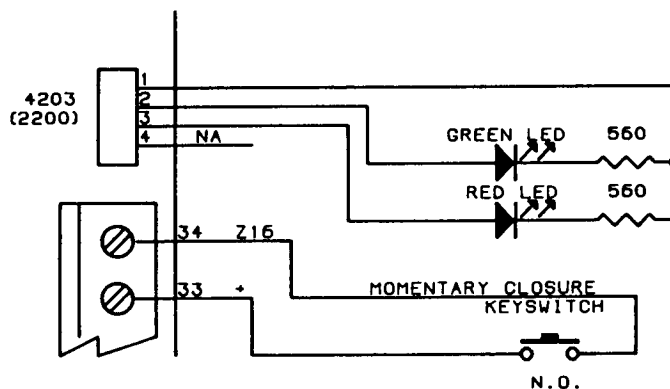 1
4203
(2200)
2
3
4
NA
GREEN LED
560
RED LED
560
34
Z16
33
+
MOMENTARY CLOSURE
KEYSWITCH
N.O.